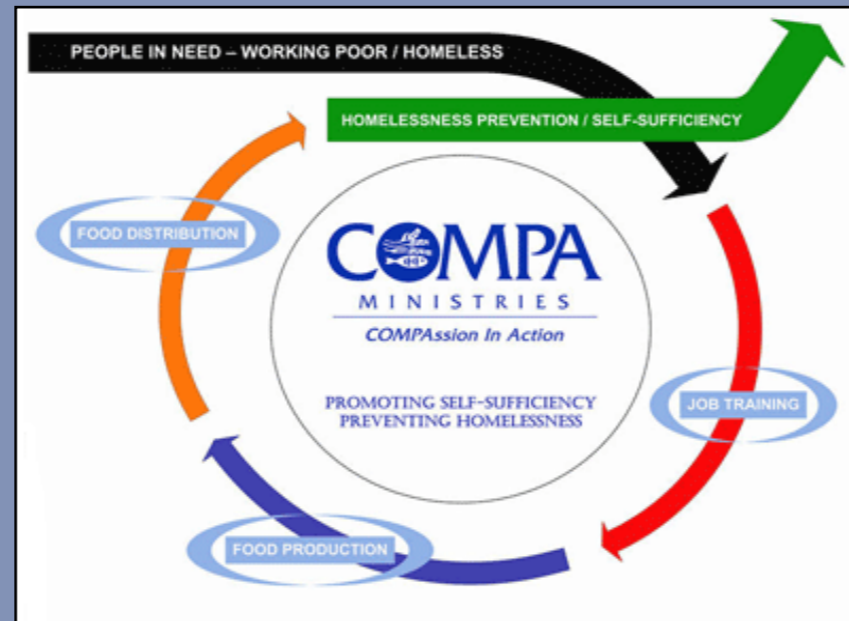 PEOPLE IN NEED – WORKING POOR / HOMELESS
HOMELESSNESS PREVENTION / SELF-SUFFICIENCY
FOOD DISTRIBUTION
COMPA
MINISTRIES
COMPAssion In Action
PROMOTING SELF-SUFFICIENCY
PREVENTING HOMELESSNESS
JOB TRAINING
FOOD PRODUCTION